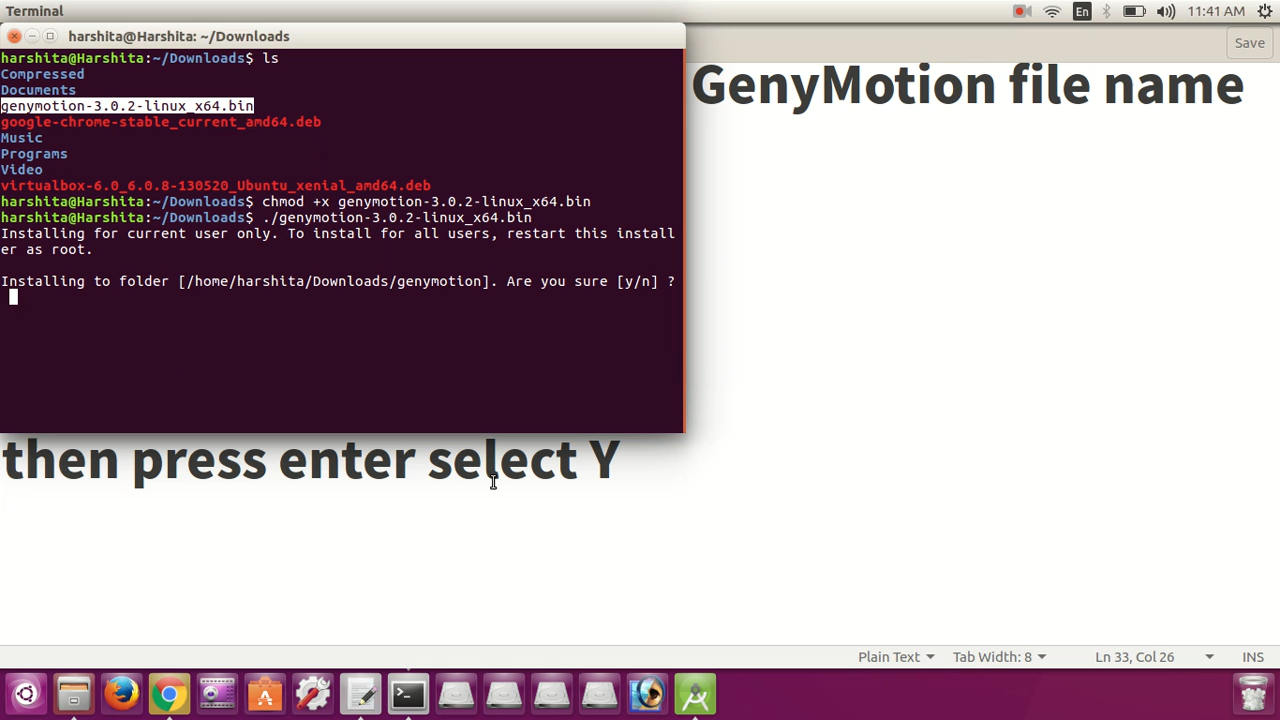 Terminal
En
11:41 AM
harshita@Harshita: ~/Downloads
Save
harshita@Harshita:~/Downloads$ ls
Compressed
Documents
genymotion-3.0.2-linux_x64.bin
google-chrome-stable_current_amd64.deb
Music
Programs
Video
virtualbox-6.0_6.0.8-130520_Ubuntu_xenial_amd64.deb
harshita@Harshita:~/Downloads$ chmod +x genymotion-3.0.2-linux_x64.bin
harshita@Harshita:~/Downloads$ ./genymotion-3.0.2-linux_x64.bin
Installing for current user only. To install for all users, restart this install
er as root.
Installing to folder [/home/harshita/Downloads/genymotion]. Are you sure [y/n] ?
GenyMotion file name
then press enter select Y
Plain Text
Tab Width: 8
Ln 33, Col 26
INS